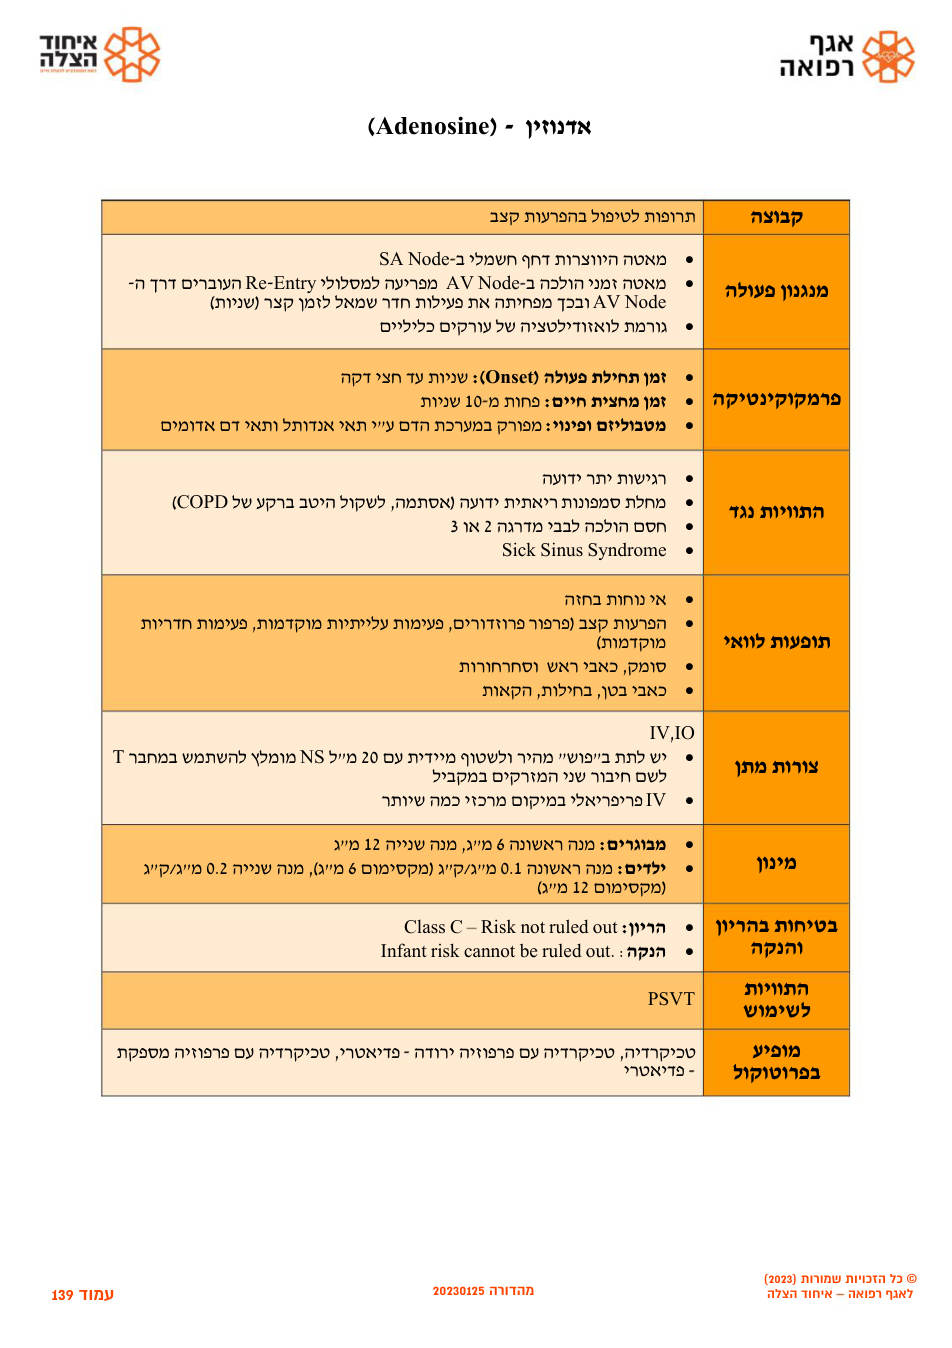 אגף
רפואה
איחוד
הצלה
אדנוזין - (Adenosine)
קבוצה
תרופות לטיפול בהפרעות קצב
מנגנון פעולה
• מאטה היווצרות דחף חשמלי ב-SA Node
• מאטה זמני הולכה ב-AV Node מפריעה למסלולי Re-Entry העוברים דרך ה-
AV Node ובכך מפחיתה את פעילות חדר שמאל לזמן קצר (שניות)
• גורמת לואזודילטציה של עורקים כליליים
פרמקוקינטיקה
• זמן תחילת פעולה (Onset): שניות עד חצי דקה
• זמן מחצית חיים: פחות מ-10 שניות
• מטבוליזם ופינוי: מפורק במערכת הדם ע״י תאי אנדותל ותאי דם אדומים
התוויות נגד
• רגישות יתר ידועה
• מחלת סמפונות ריאתית ידועה (אסתמה, לשקול היטב ברקע של COPD)
• חסם הולכה לבבי מדרגה 2 או 3
• Sick Sinus Syndrome
תופעות לוואי
• אי נוחות בחזה
• הפרעות קצב (פרפור פרוזדורים, פעימות עלייתיות מוקדמות, פעימות חדריות
מוקדמות)
• סומק, כאבי ראש וסחרחורות
• כאבי בטן, בחילות, הקאות
צורות מתן
IV,IO
• יש לתת ב״פוש״ מהיר ולשטוף מיידית עם 20 מ״ל NS מומלץ להשתמש במחבר T
לשם חיבור שני המזרקים במקביל
• IV פריפריאלי במיקום מרכזי כמה שיותר
מינון
• מבוגרים: מנה ראשונה 6 מ״ג, מנה שנייה 12 מ״ג
• ילדים: מנה ראשונה 0.1 מ״ג/ק״ג (מקסימום 6 מ״ג), מנה שנייה 0.2 מ״ג/ק״ג
(מקסימום 12 מ״ג)
בטיחות בהריון
והנקה
• הריון: Class C – Risk not ruled out
• הנקה: Infant risk cannot be ruled out.
התוויות
לשימוש
PSVT
מופיע
בפרוטוקול
טכיקרדיה, טכיקרדיה עם פרפוזיה ירודה - פדיאטרי, טכיקרדיה עם פרפוזיה מספקת
- פדיאטרי
© כל הזכויות שמורות (2023)
לאגף רפואה – איחוד הצלה
מהדורה 20230125
עמוד 139